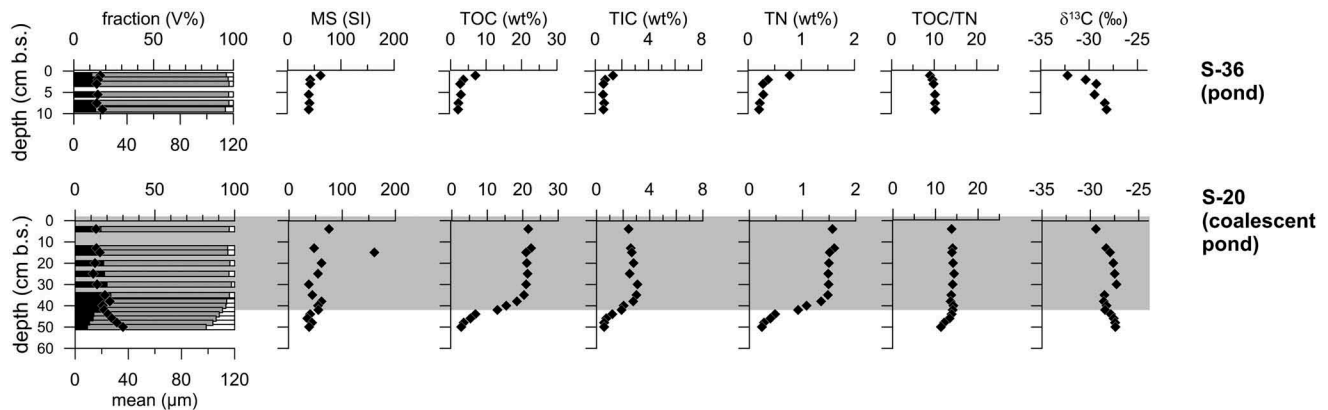 fraction (V%) MS (SI) TOC (wt%) TIC (wt%) TN (wt%) TOC/TN δ¹³C (‰)
0 50 100 0 100 200 0 10 20 30 0 4 8 0 1 2 0 10 20 -35 -30 -25
depth (cm b.s.)
0
5
10
0 40 80 120
S-36
(pond)
0 50 100 0 100 200 0 10 20 30 0 4 8 0 1 2 0 10 20 -35 -30 -25
depth (cm b.s.)
0
10
20
30
40
50
60
0 40 80 120
mean (µm)
S-20
(coalescent
pond)